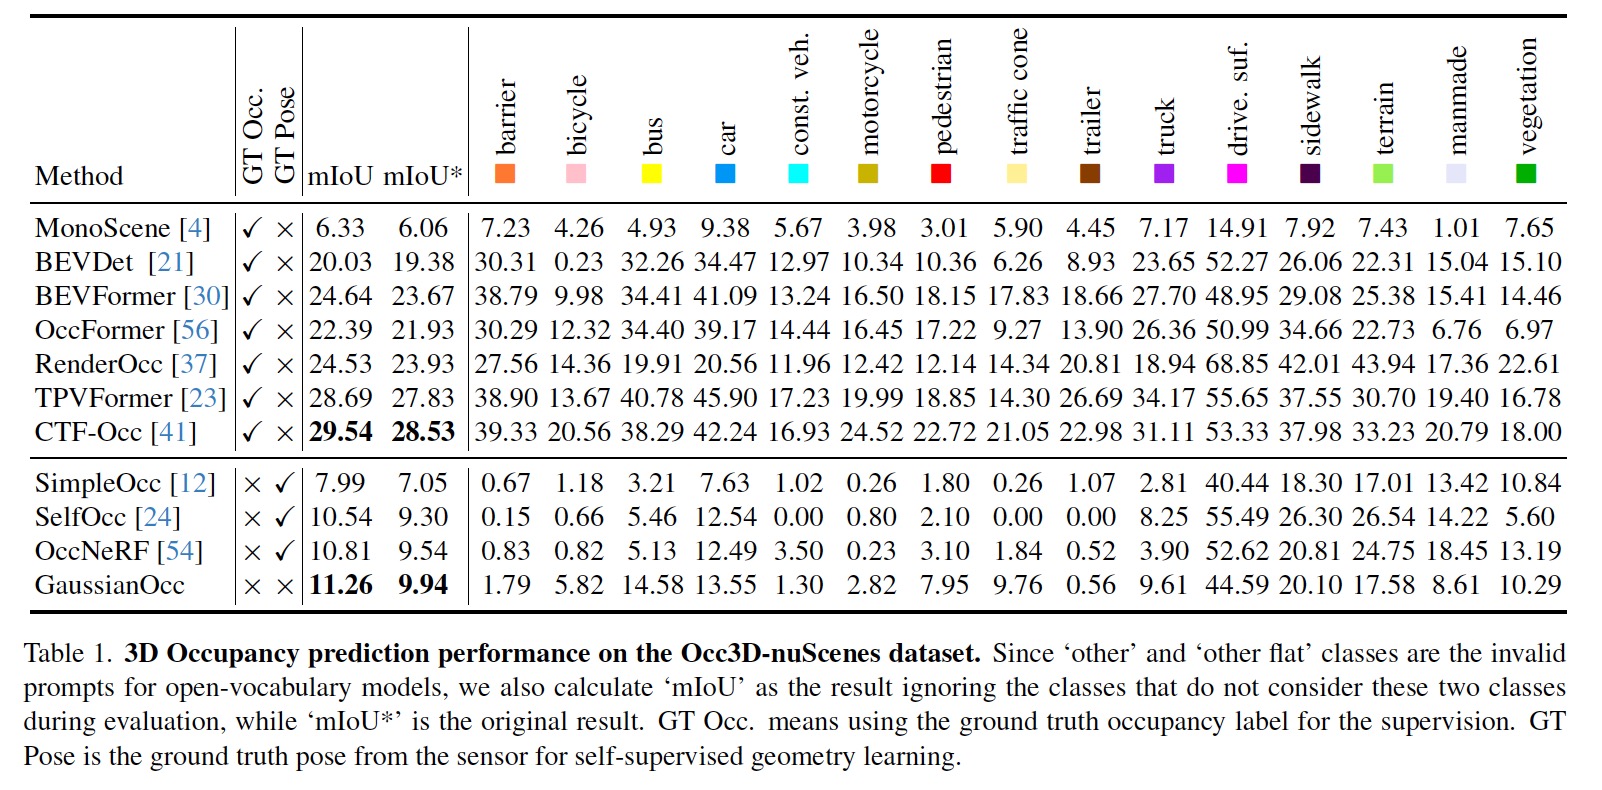 Method GT Occ. GT Pose mIoU mIoU* barrier bicycle bus car const. veh. motorcycle pedestrian traffic cone trailer truck drive. suf. sidewalk terrain manmade vegetation
MonoScene [4] ✓ × 6.33 6.06 7.23 4.26 4.93 9.38 5.67 3.98 3.01 5.90 4.45 7.17 14.91 7.92 7.43 1.01 7.65
BEVDet [21] ✓ × 20.03 19.38 30.31 0.23 32.26 34.47 12.97 10.34 10.36 6.26 8.93 23.65 52.27 26.06 22.31 15.04 15.10
BEVFormer [30] ✓ × 24.64 23.67 38.79 9.98 34.41 41.09 13.24 16.50 18.15 17.83 18.66 27.70 48.95 29.08 25.38 15.41 14.46
OccFormer [56] ✓ × 22.39 21.93 30.29 12.32 34.40 39.17 14.44 16.45 17.22 9.27 13.90 26.36 50.99 34.66 22.73 6.76 6.97
RenderOcc [37] ✓ × 24.53 23.93 27.56 14.36 19.91 20.56 11.96 12.42 12.14 14.34 20.81 18.94 68.85 42.01 43.94 17.36 22.61
TPVFormer [23] ✓ × 28.69 27.83 38.90 13.67 40.78 45.90 17.23 19.99 18.85 14.30 26.69 34.17 55.65 37.55 30.70 19.40 16.78
CTF-Occ [41] ✓ × 29.54 28.53 39.33 20.56 38.29 42.24 16.93 24.52 22.72 21.05 22.98 31.11 53.33 37.98 33.23 20.79 18.00
SimpleOcc [12] × ✓ 7.99 7.05 0.67 1.18 3.21 7.63 1.02 0.26 1.80 0.26 1.07 2.81 40.44 18.30 17.01 13.42 10.84
SelfOcc [24] × ✓ 10.54 9.30 0.15 0.66 5.46 12.54 0.00 0.80 2.10 0.00 0.00 8.25 55.49 26.30 26.54 14.22 5.60
OccNeRF [54] × ✓ 10.81 9.54 0.83 0.82 5.13 12.49 3.50 0.23 3.10 1.84 0.52 3.90 52.62 20.81 24.75 18.45 13.19
GaussianOcc × × 11.26 9.94 1.79 5.82 14.58 13.55 1.30 2.82 7.95 9.76 0.56 9.61 44.59 20.10 17.58 8.61 10.29
Table 1. 3D Occupancy prediction performance on the Occ3D-nuScenes dataset. Since ‘other’ and ‘other flat’ classes are the invalid
prompts for open-vocabulary models, we also calculate ‘mIoU’ as the result ignoring the classes that do not consider these two classes
during evaluation, while ‘mIoU*’ is the original result. GT Occ. means using the ground truth occupancy label for the supervision. GT
Pose is the ground truth pose from the sensor for self-supervised geometry learning.